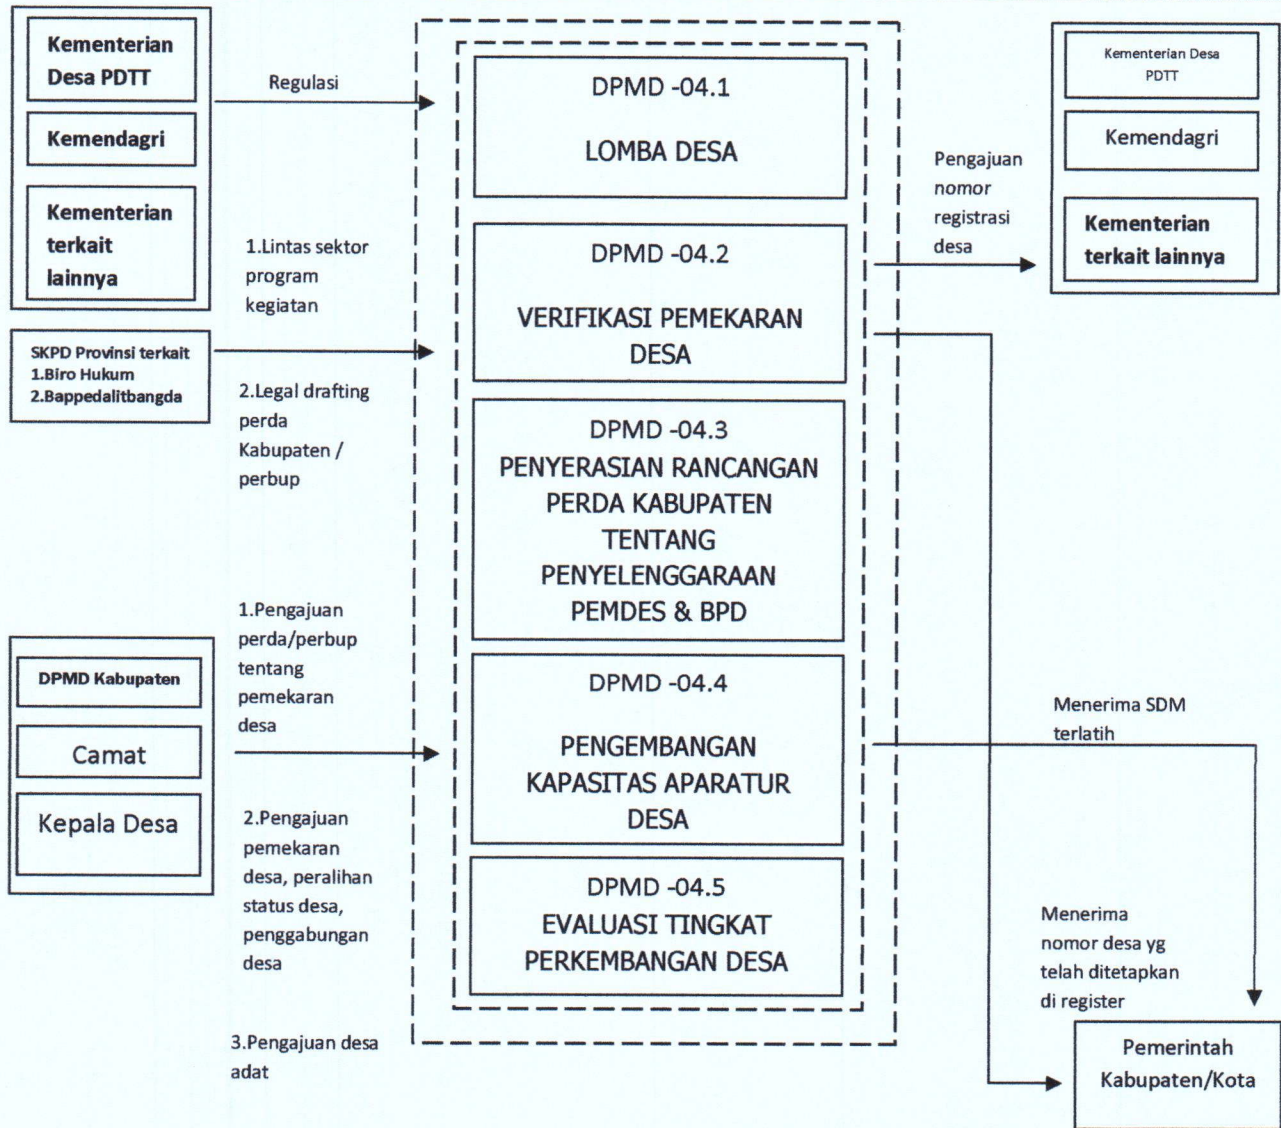 Kementerian
Desa PDTT
Kemendagri
Kementerian
terkait
lainnya
SKPD Provinsi terkait
1.Biro Hukum
2.Bappedalitbangda
DPMD Kabupaten
Camat
Kepala Desa
Regulasi
1.Lintas sektor
program
kegiatan
2.Legal drafting
perda
Kabupaten /
perbup
1.Pengajuan
perda/perbup
tentang
pemekaran
desa
2.Pengajuan
pemekaran
desa, peralihan
status desa,
penggabungan
desa
3.Pengajuan desa
adat
DPMD -04.1
LOMBA DESA
DPMD -04.2
VERIFIKASI PEMEKARAN
DESA
DPMD -04.3
PENYERASIAN RANCANGAN
PERDA KABUPATEN
TENTANG
PENYELENGGARAAN
PEMDES & BPD
DPMD -04.4
PENGEMBANGAN
KAPASITAS APARATUR
DESA
DPMD -04.5
EVALUASI TINGKAT
PERKEMBANGAN DESA
Pengajuan
nomor
registrasi
desa
Kementerian Desa
PDTT
Kemendagri
Kementerian
terkait lainnya
Menerima SDM
terlatih
Menerima
nomor desa yg
telah ditetapkan
di register
Pemerintah
Kabupaten/Kota